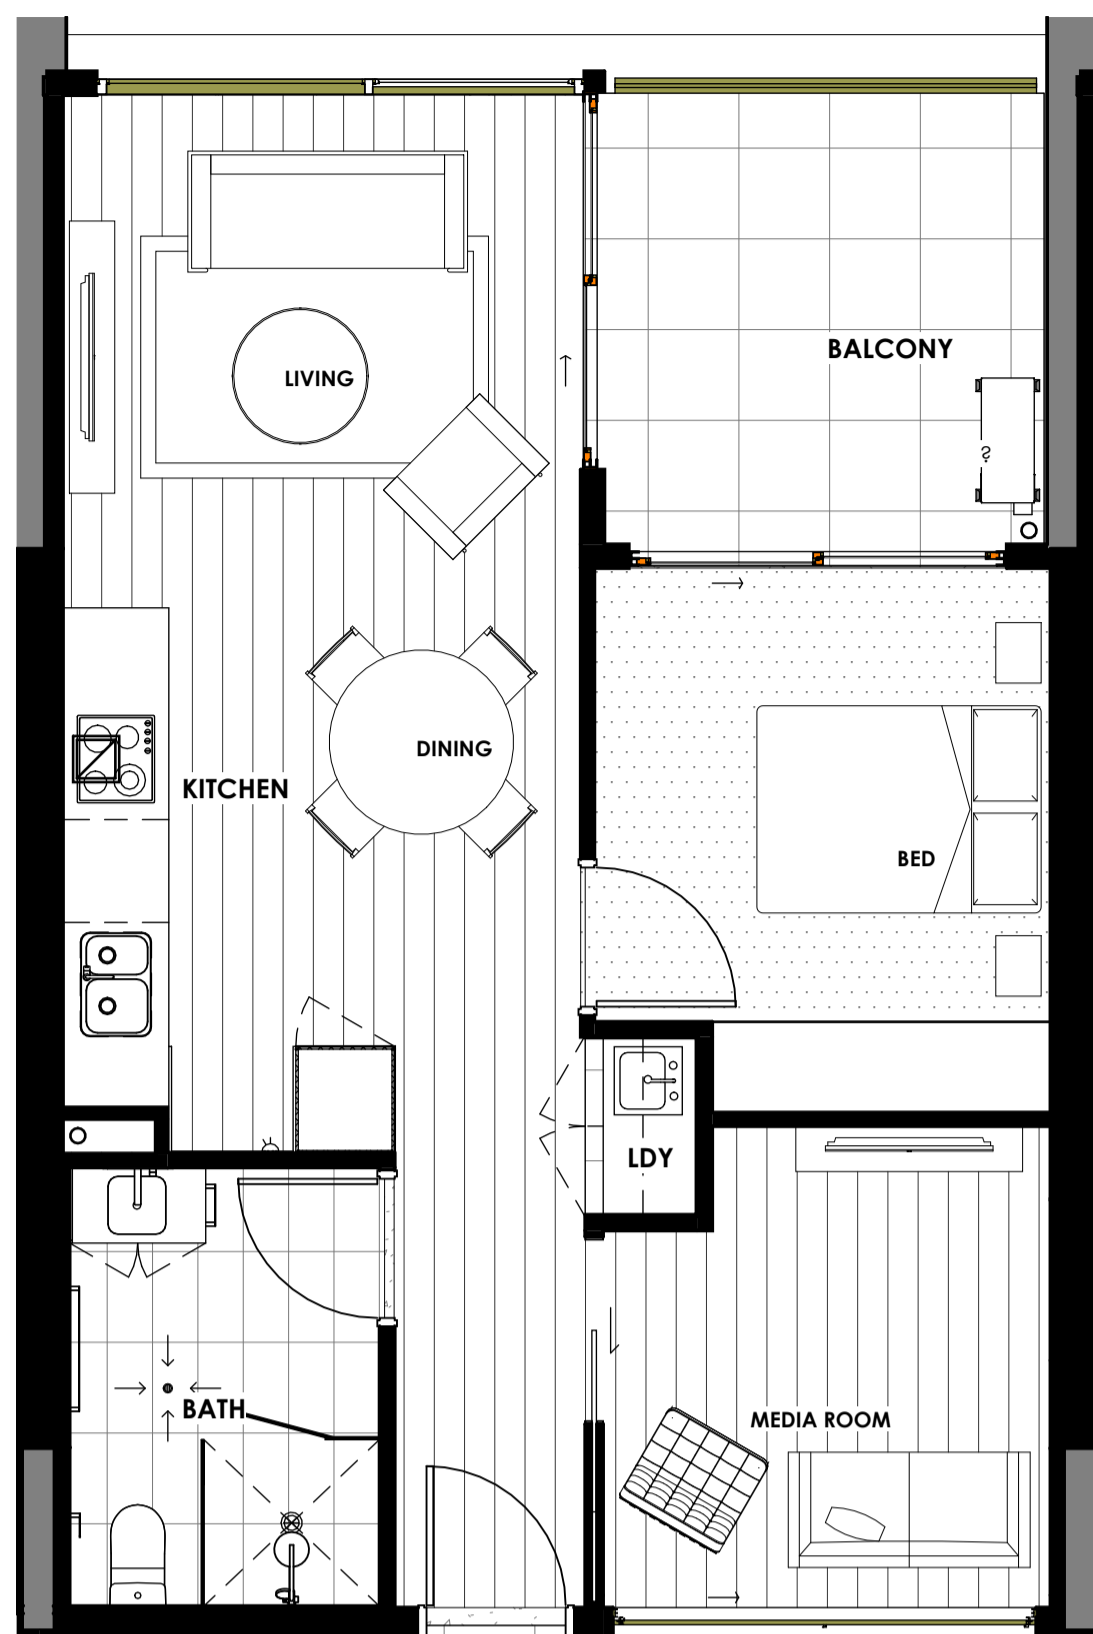 BALCONY
LIVING
DINING
KITCHEN
BED
LDY
BATH
MEDIA ROOM